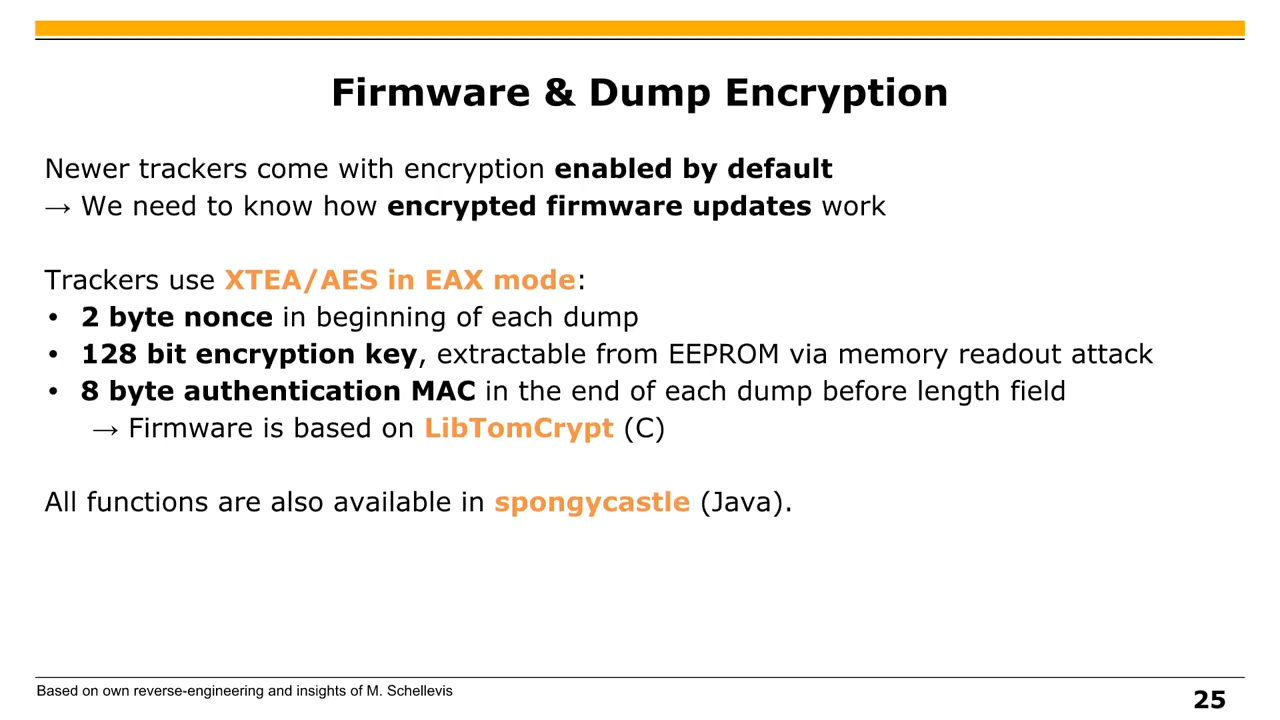 Firmware & Dump Encryption
Newer trackers come with encryption enabled by default
→ We need to know how encrypted firmware updates work
Trackers use XTEA/AES in EAX mode:
• 2 byte nonce in beginning of each dump
• 128 bit encryption key, extractable from EEPROM via memory readout attack
• 8 byte authentication MAC in the end of each dump before length field
→ Firmware is based on LibTomCrypt (C)
All functions are also available in spongycastle (Java).
Based on own reverse-engineering and insights of M. Schellevis
25